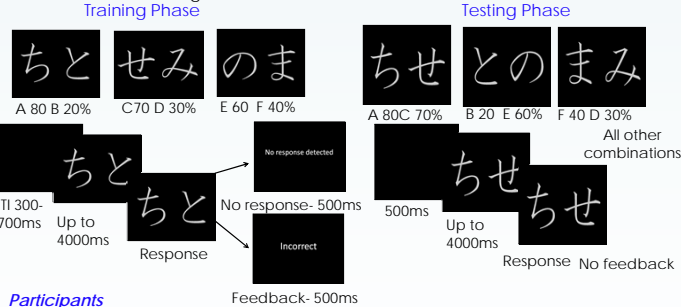 Training Phase
ちと
せみ
のま
A 80 B 20%
C70 D 30%
E 60 F 40%
ちと
ちと
No response detected
No response- 500ms
Incorrect
TI 300-
700ms
Up to
4000ms
Response
Feedback- 500ms
Participants
Testing Phase
ちせ
との
まみ
A 80C 70%
B 20 E 60%
F 40 D 30%
All other
combinations
ちせ
ちせ
500ms
Up to
4000ms
Response
No feedback